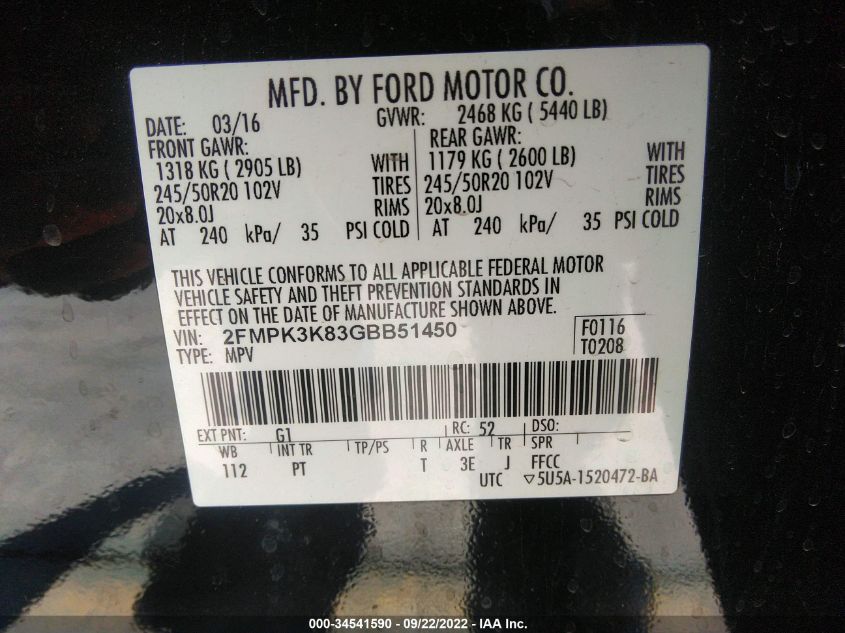 MFD. BY FORD MOTOR CO.
DATE: 03/16 GVWR: 2468 KG ( 5440 LB)
FRONT GAWR: REAR GAWR:
1318 KG ( 2905 LB) WITH 1179 KG ( 2600 LB) WITH
245/50R20 102V TIRES 245/50R20 102V TIRES
20x8.0J RIMS 20x8.0J RIMS
AT 240 kPa/ 35 PSI COLD AT 240 kPa/ 35 PSI COLD
THIS VEHICLE CONFORMS TO ALL APPLICABLE FEDERAL MOTOR
VEHICLE SAFETY AND THEFT PREVENTION STANDARDS IN
EFFECT ON THE DATE OF MANUFACTURE SHOWN ABOVE.
VIN: 2FMPK3K83GBB51450 F0116
TYPE: MPV T0208
EXT PNT: G1 RC: 52 DSO:
WB INT TR TP/PS R AXLE TR SPR
112 PT T 3E J FFCC
UTC ▽5U5A-1520472-BA
000-34541590 - 09/22/2022 - IAA Inc.